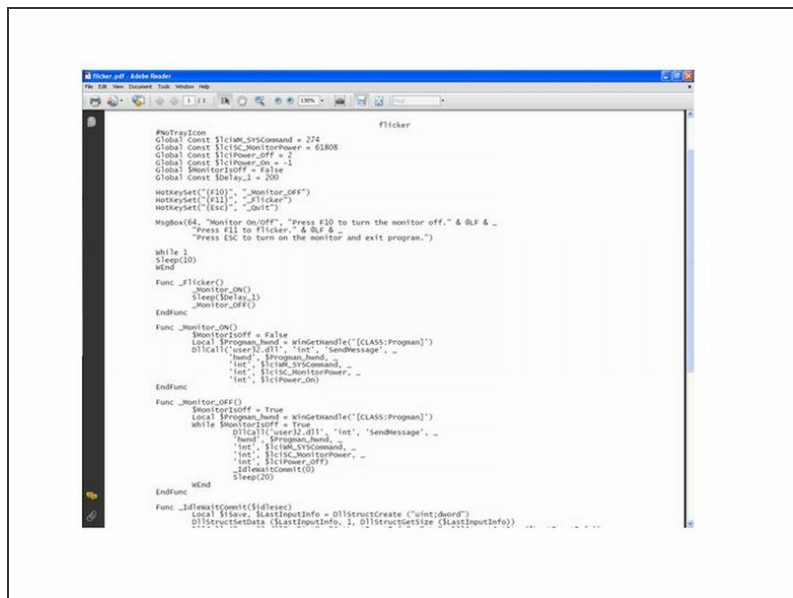 flicker.pdf - Adobe Reader
File Edit View Document Tools Window Help
1 / 1 138% Find
flicker
#NoTrayIcon
Global Const $lciWM_SYSCommand = 274
Global Const $lciSC_MonitorPower = 61808
Global Const $lciPower_Off = 2
Global Const $lciPower_On = -1
Global $MonitorIsOff = False
Global Const $Delay_1 = 200
HotKeySet("{F10}", "_Monitor_OFF")
HotKeySet("{F11}", "_Flicker")
HotKeySet("{Esc}", "_Quit")
MsgBox(64, "Monitor On/Off", "Press F10 to turn the monitor off." & @LF & _
"Press F11 to flicker." & @LF & _
"Press ESC to turn on the monitor and exit program.")
While 1
Sleep(10)
WEnd
Func _Flicker()
_Monitor_ON()
Sleep($Delay_1)
_Monitor_OFF()
EndFunc
Func _Monitor_ON()
$MonitorIsOff = False
Local $Progman_hwnd = WinGetHandle('[CLASS:Progman]')
DllCall('user32.dll', 'int', 'SendMessage', _
'hwnd', $Progman_hwnd, _
'int', $lciWM_SYSCommand, _
'int', $lciSC_MonitorPower, _
'int', $lciPower_On)
EndFunc
Func _Monitor_OFF()
$MonitorIsOff = True
Local $Progman_hwnd = WinGetHandle('[CLASS:Progman]')
While $MonitorIsOff = True
DllCall('user32.dll', 'int', 'SendMessage', _
'hwnd', $Progman_hwnd, _
'int', $lciWM_SYSCommand, _
'int', $lciSC_MonitorPower, _
'int', $lciPower_Off)
_IdleWaitCommit(0)
Sleep(20)
WEnd
EndFunc
Func _IdleWaitCommit($idlesec)
Local $iSave, $LastInputInfo = DllStructCreate ("uint;dword")
DllStructSetData ($LastInputInfo, 1, DllStructGetSize ($LastInputInfo))